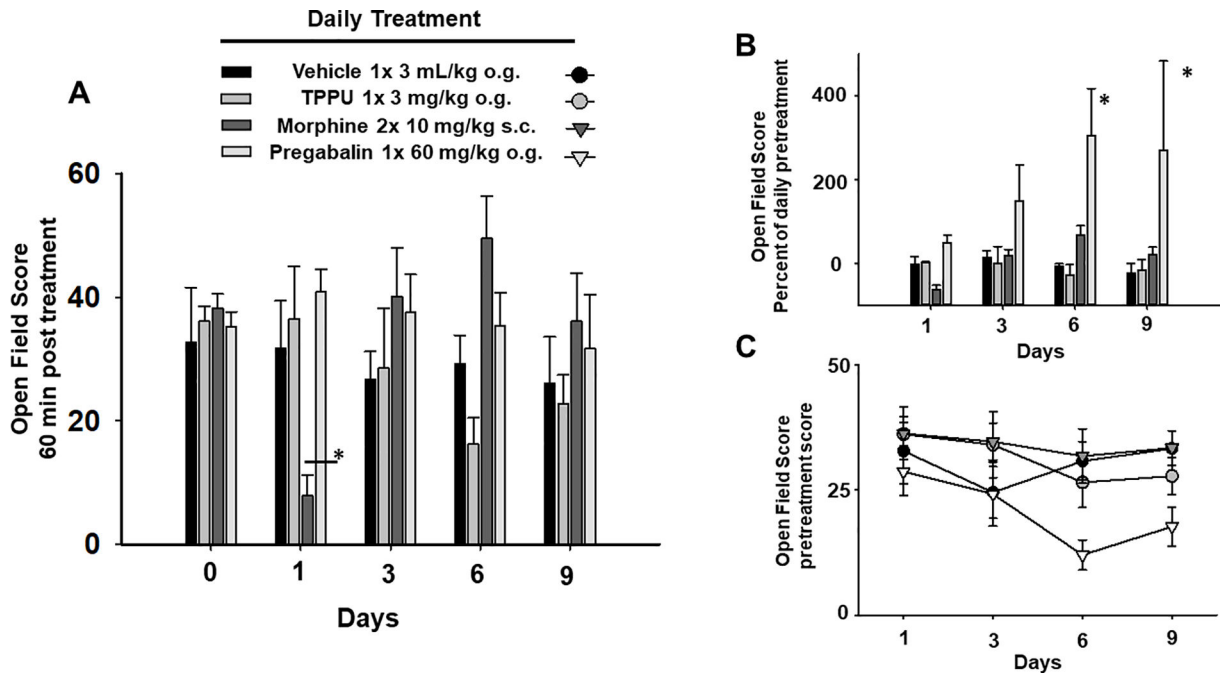 Daily Treatment
Vehicle 1x 3 mL/kg o.g.
TPPU 1x 3 mg/kg o.g.
Morphine 2x 10 mg/kg s.c.
Pregabalin 1x 60 mg/kg o.g.
A
Open Field Score
60 min post treatment
60
40
20
0
*
0 1 3 6 9
Days
B
Open Field Score
Percent of daily pretreatment
400
200
0
*
*
1 3 6 9
Days
C
Open Field Score
pretreatment score
50
25
0
1 3 6 9
Days